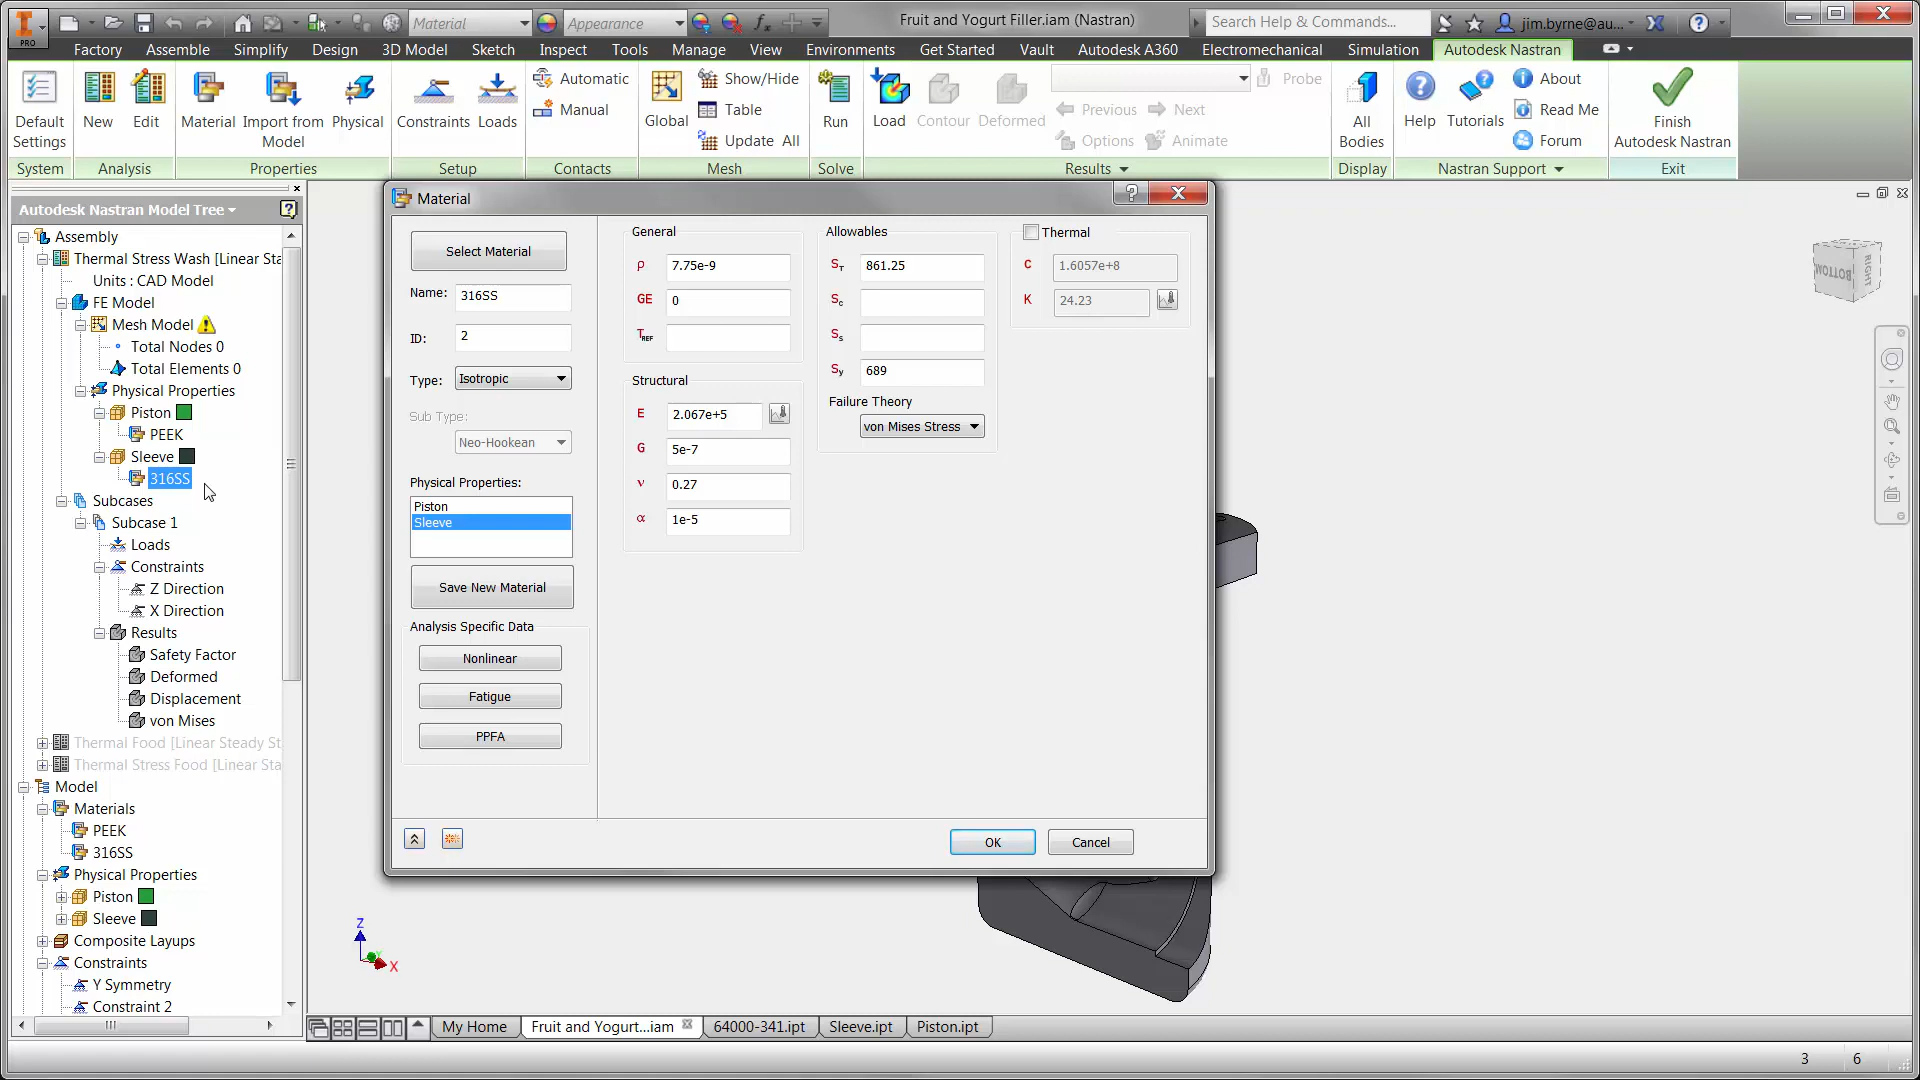 PRO
Material
Appearance
Fruit and Yogurt Filler.iam (Nastran)
Search Help & Commands...
jim.byrne@au...
Factory
Assemble
Simplify
Design
3D Model
Sketch
Inspect
Tools
Manage
View
Environments
Get Started
Vault
Autodesk A360
Electromechanical
Simulation
Autodesk Nastran
Default
Settings
New
Edit
Material
Import from
Model
Physical
Constraints
Loads
Automatic
Manual
Global
Show/Hide
Table
Update All
Run
Load
Contour
Deformed
Probe
Previous
Next
Options
Animate
All
Bodies
Help
Tutorials
About
Read Me
Forum
Finish
Autodesk Nastran
System
Analysis
Properties
Setup
Contacts
Mesh
Solve
Results
Display
Nastran Support
Exit
Autodesk Nastran Model Tree
Assembly
Thermal Stress Wash [Linear Sta
Units : CAD Model
FE Model
Mesh Model
Total Nodes 0
Total Elements 0
Physical Properties
Piston
PEEK
Sleeve
316SS
Subcases
Subcase 1
Loads
Constraints
Z Direction
X Direction
Results
Safety Factor
Deformed
Displacement
von Mises
Thermal Food [Linear Steady St
Thermal Stress Food [Linear Sta
Model
Materials
PEEK
316SS
Physical Properties
Piston
Sleeve
Composite Layups
Constraints
Y Symmetry
Constraint 2
Material
Select Material
Name: 316SS
ID: 2
Type: Isotropic
Sub Type:
Neo-Hookean
Physical Properties:
Piston
Sleeve
Save New Material
Analysis Specific Data
Nonlinear
Fatigue
PPFA
General
ρ 7.75e-9
GE 0
TREF
Structural
E 2.067e+5
G 5e-7
ν 0.27
α 1e-5
Allowables
ST 861.25
Sc
Ss
Sy 689
Failure Theory
von Mises Stress
Thermal
C 1.6057e+8
K 24.23
OK
Cancel
BOTTOM
RIGHT
Z
X
My Home
Fruit and Yogurt...iam
64000-341.ipt
Sleeve.ipt
Piston.ipt
3 6